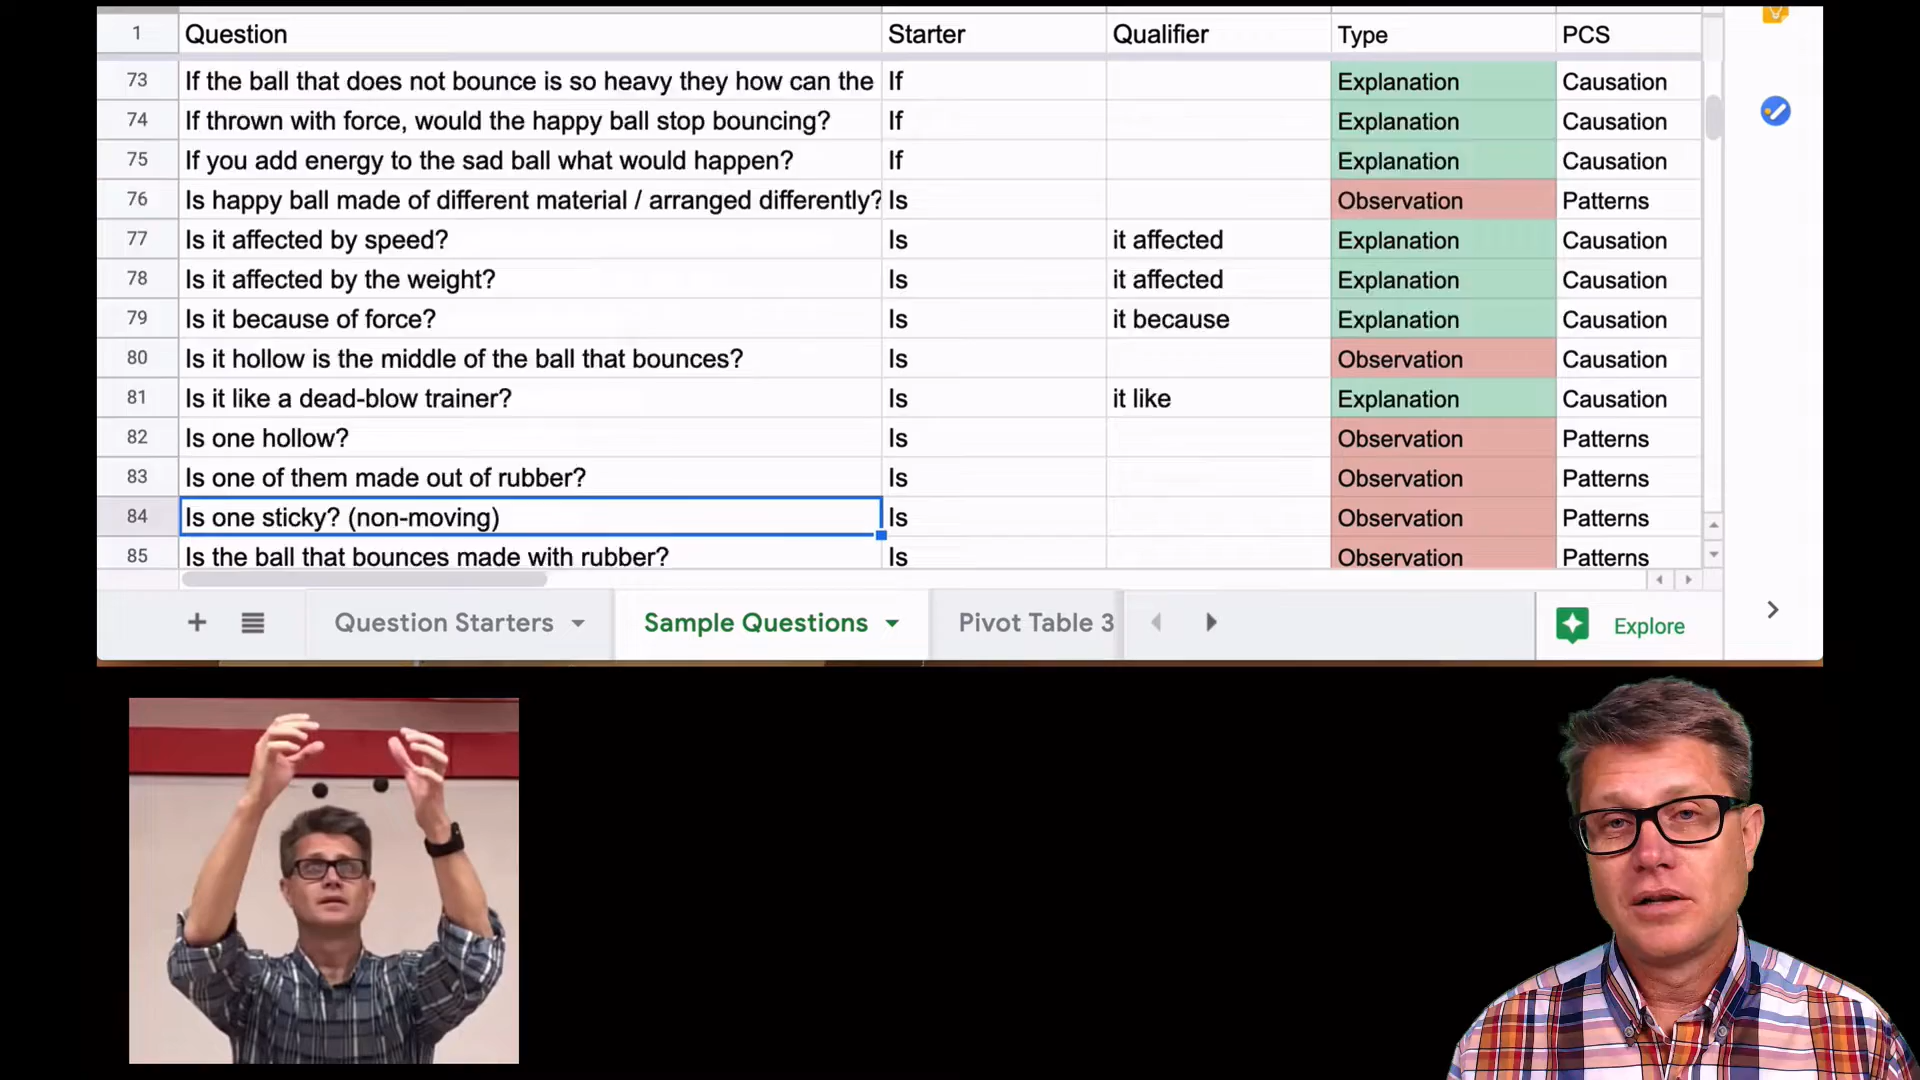 1 Question Starter Qualifier Type PCS
73 If the ball that does not bounce is so heavy they how can the If Explanation Causation
74 If thrown with force, would the happy ball stop bouncing? If Explanation Causation
75 If you add energy to the sad ball what would happen? If Explanation Causation
76 Is happy ball made of different material / arranged differently? Is Observation Patterns
77 Is it affected by speed? Is it affected Explanation Causation
78 Is it affected by the weight? Is it affected Explanation Causation
79 Is it because of force? Is it because Explanation Causation
80 Is it hollow is the middle of the ball that bounces? Is Observation Causation
81 Is it like a dead-blow trainer? Is it like Explanation Causation
82 Is one hollow? Is Observation Patterns
83 Is one of them made out of rubber? Is Observation Patterns
84 Is one sticky? (non-moving) Is Observation Patterns
85 Is the ball that bounces made with rubber? Is Observation Patterns
Question Starters Sample Questions Pivot Table 3 Explore